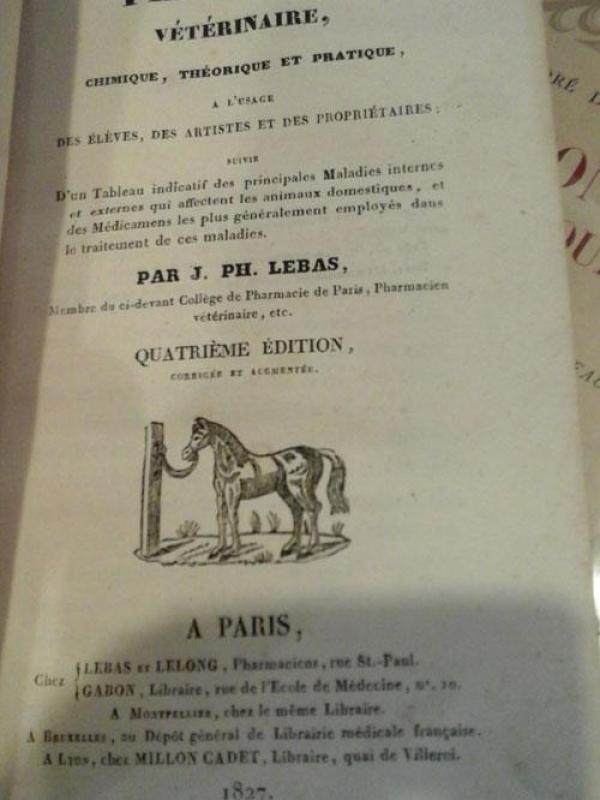 VÉTÉRINAIRE,
CHIMIQUE, THÉORIQUE ET PRATIQUE,
A L'USAGE
DES ÉLÈVES, DES ARTISTES ET DES PROPRIÉTAIRES;
SUIVIE
D'un Tableau indicatif des principales Maladies internes
et externes qui affectent les animaux domestiques, et
des Médicamens les plus généralement employés dans
le traitement de ces maladies.
PAR J. PH. LEBAS,
Membre du ci-devant Collège de Pharmacie de Paris, Pharmacien
vétérinaire, etc.
QUATRIÈME ÉDITION,
CORRIGÉE ET AUGMENTÉE.
A PARIS,
Chez
LEBAS ET LELONG, Pharmaciens, rue St.-Paul.
GABON, Libraire, rue de l'Ecole de Médecine, n°. 10.
A MONTPELLIER, chez le même Libraire.
A BRUXELLES, au Dépôt général de Librairie médicale française.
A LYON, chez MILLON CADET, Libraire, quai de Villeroi.
1827.